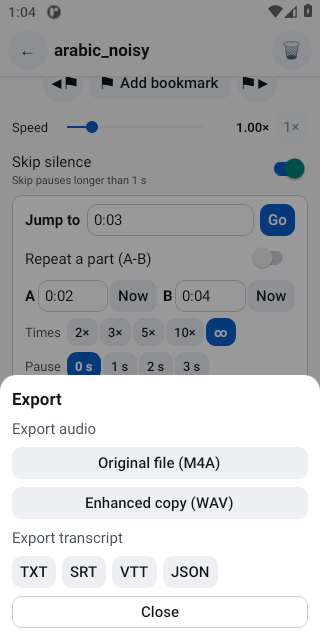 1:04
← arabic_noisy
Add bookmark
Speed 1.00× 1×
Skip silence
Skip pauses longer than 1 s
Jump to 0:03 Go
Repeat a part (A-B)
A 0:02 Now B 0:04 Now
Times 2× 3× 5× 10× ∞
Pause 0 s 1 s 2 s 3 s
Export
Export audio
Original file (M4A)
Enhanced copy (WAV)
Export transcript
TXT SRT VTT JSON
Close